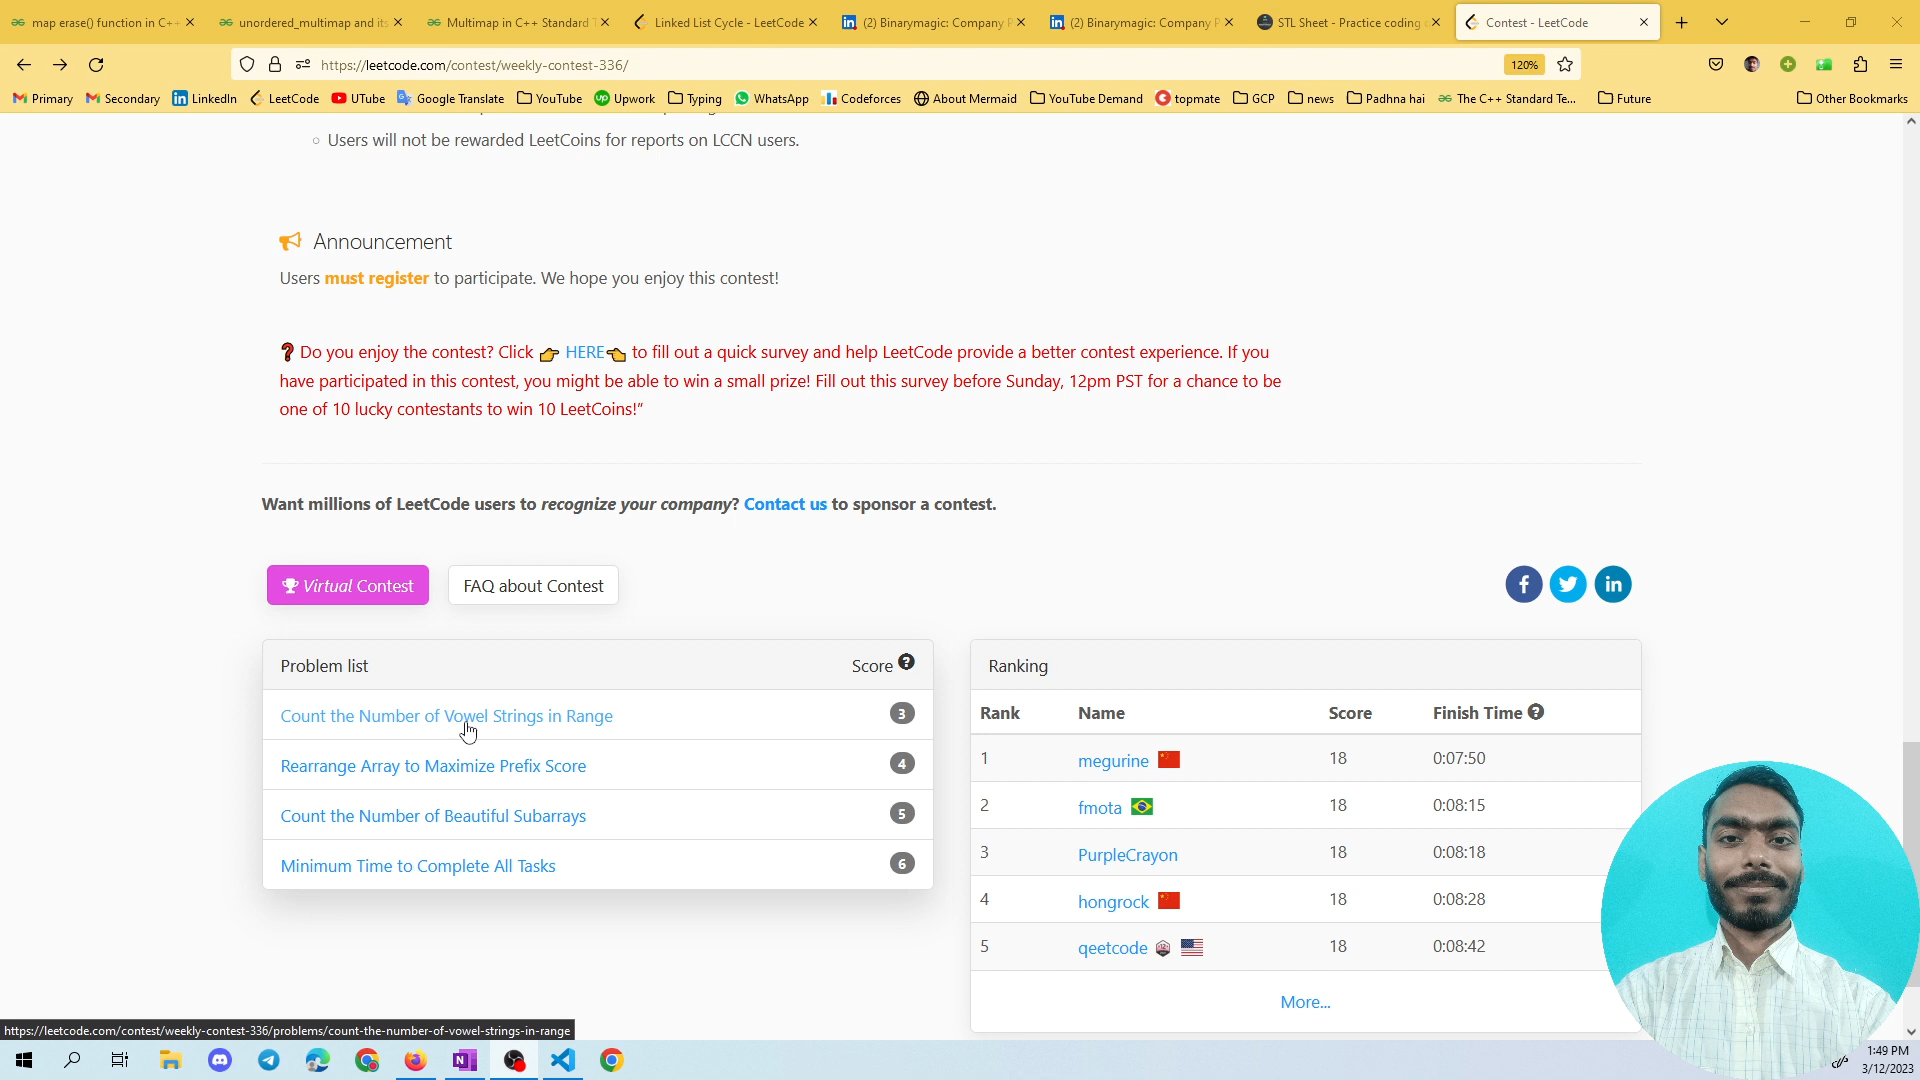 map erase() function in C++
unordered_multimap and its
Multimap in C++ Standard T
Linked List Cycle - LeetCode
(2) Binarymagic: Company P
(2) Binarymagic: Company P
STL Sheet - Practice coding
Contest - LeetCode
https://leetcode.com/contest/weekly-contest-336/
120%
Primary
Secondary
LinkedIn
LeetCode
UTube
Google Translate
YouTube
Upwork
Typing
WhatsApp
Codeforces
About Mermaid
YouTube Demand
topmate
GCP
news
Padhna hai
The C++ Standard Te...
Future
Other Bookmarks
Users will not be rewarded LeetCoins for reports on LCCN users.
Announcement
Users must register to participate. We hope you enjoy this contest!
❓ Do you enjoy the contest? Click 👉 HERE👈 to fill out a quick survey and help LeetCode provide a better contest experience. If you
have participated in this contest, you might be able to win a small prize! Fill out this survey before Sunday, 12pm PST for a chance to be
one of 10 lucky contestants to win 10 LeetCoins!”
Want millions of LeetCode users to recognize your company? Contact us to sponsor a contest.
Virtual Contest
FAQ about Contest
Problem list Score
Count the Number of Vowel Strings in Range 3
Rearrange Array to Maximize Prefix Score 4
Count the Number of Beautiful Subarrays 5
Minimum Time to Complete All Tasks 6
Ranking
Rank Name Score Finish Time
1 megurine 18 0:07:50
2 fmota 18 0:08:15
3 PurpleCrayon 18 0:08:18
4 hongrock 18 0:08:28
5 qeetcode 18 0:08:42
More...
https://leetcode.com/contest/weekly-contest-336/problems/count-the-number-of-vowel-strings-in-range
1:49 PM
3/12/2023